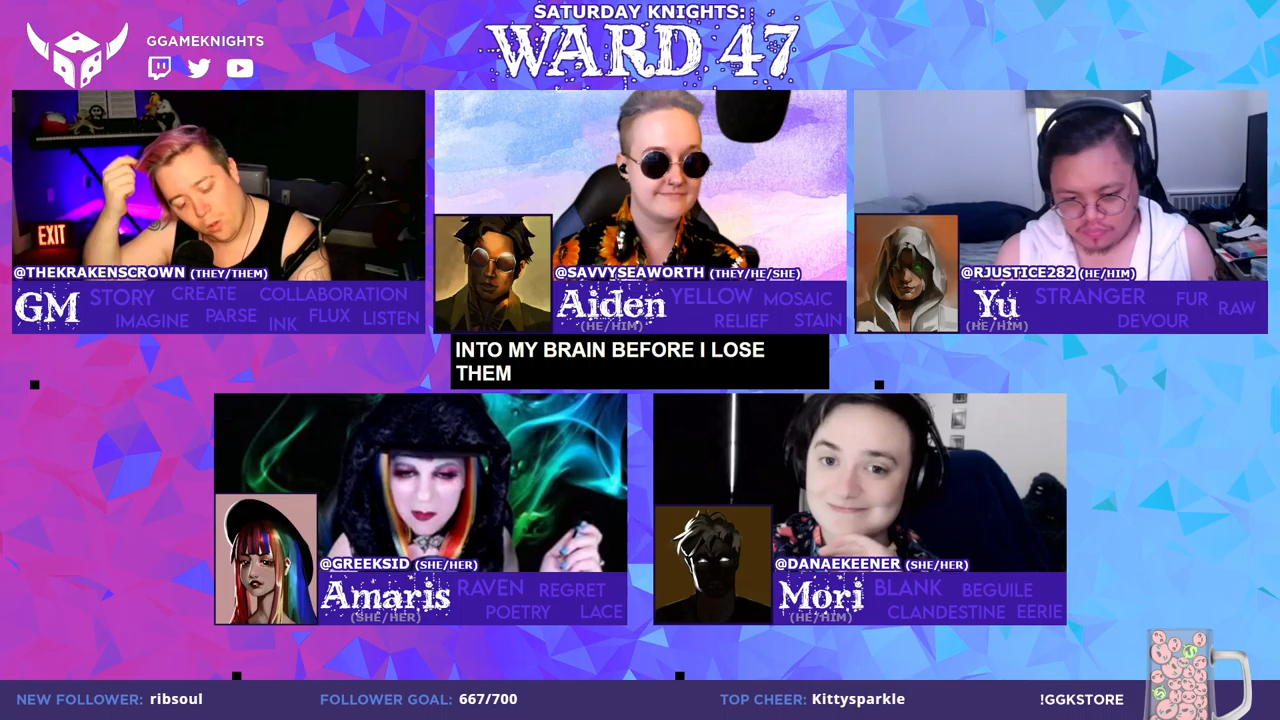 SATURDAY KNIGHTS:
WARD 47
GGAMEKNIGHTS
EXIT
@THEKRAKENSCROWN (THEY/THEM)
GM
STORY CREATE COLLABORATION
IMAGINE PARSE INK FLUX LISTEN
@SAVVYSEAWORTH (THEY/HE/SHE)
Aiden
(HE/HIM)
YELLOW MOSAIC
RELIEF STAIN
@RJUSTICE282 (HE/HIM)
Yu
(HE/HIM)
STRANGER FUR RAW
DEVOUR
INTO MY BRAIN BEFORE I LOSE
THEM
@GREEKSID (SHE/HER)
Amaris
(SHE/HER)
RAVEN REGRET
POETRY LACE
@DANAEKEENER (SHE/HER)
Mori
(HE/HIM)
BLANK BEGUILE
CLANDESTINE EERIE
NEW FOLLOWER: ribsoul
FOLLOWER GOAL: 667/700
TOP CHEER: Kittysparkle
!GGKSTORE